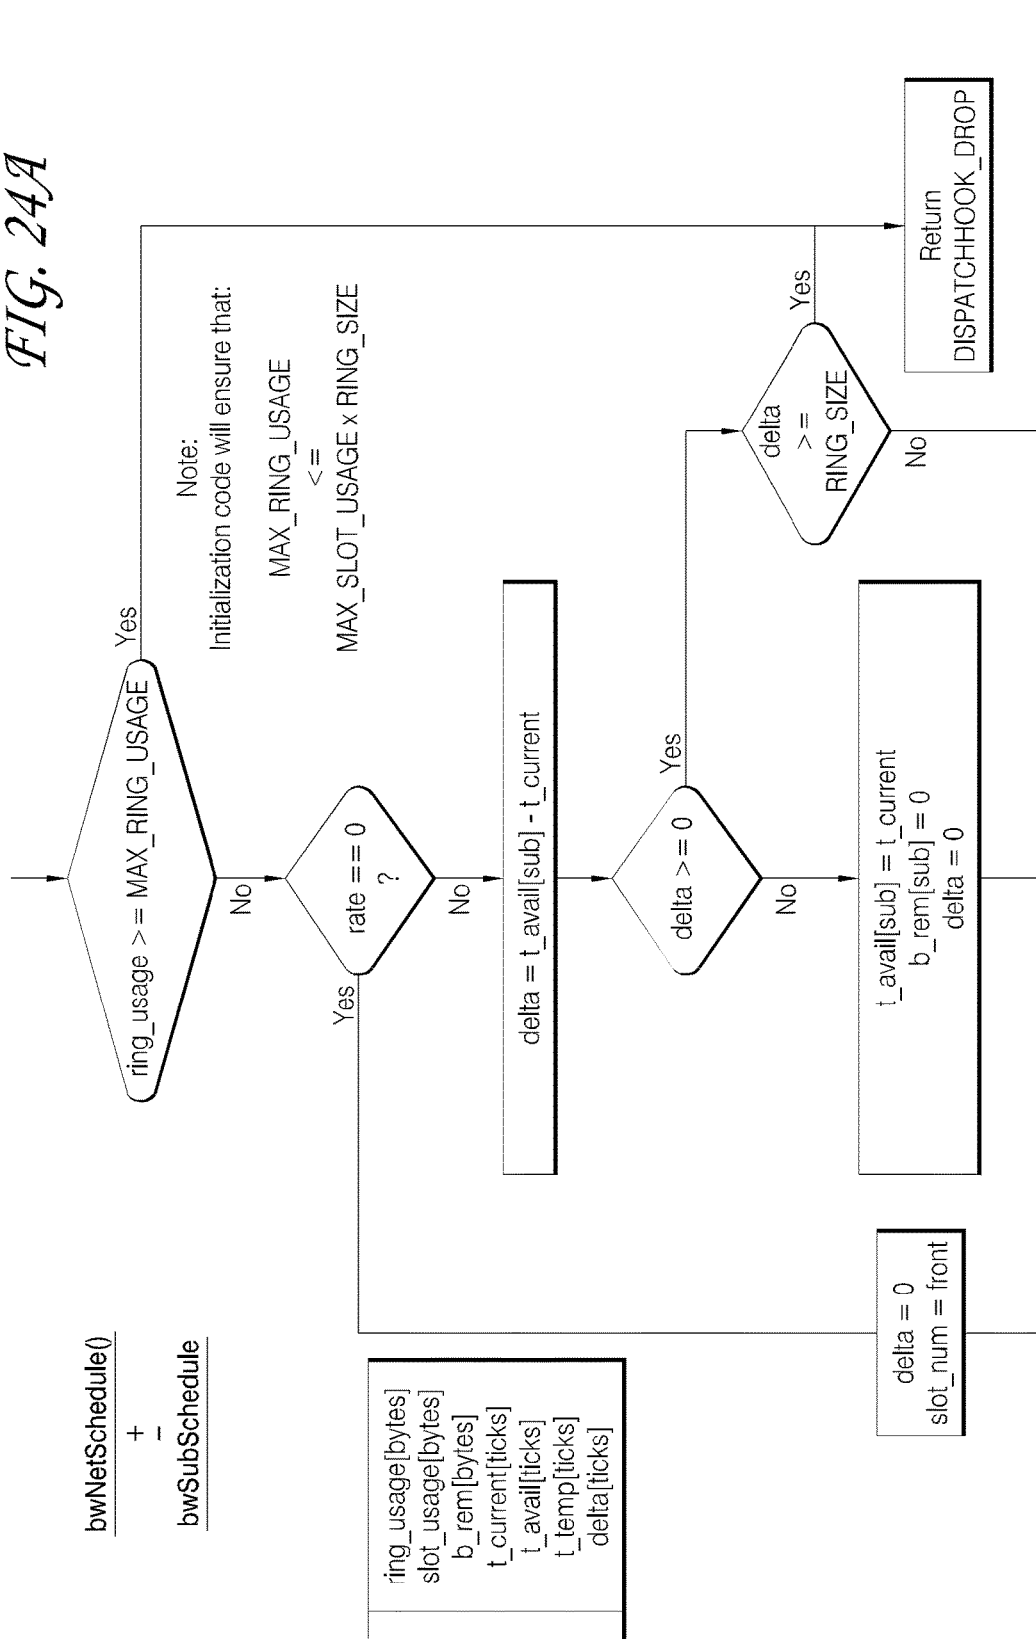 FIG. 24A
bwNetSchedule()
+
–
bwSubSchedule
ring_usage > = MAX_RING_USAGE
Yes
No
Note:
Initialization code will ensure that:
MAX_RING_USAGE
< =
MAX_SLOT_USAGE x RING_SIZE
rate = = 0
?
Yes
No
ring_usage[bytes]
slot_usage[bytes]
b_rem[bytes]
t_current[ticks]
t_avail[ticks]
t_temp[ticks]
delta[ticks]
delta = t_avail[sub] - t_current
delta > = 0
Yes
No
delta
> =
RING_SIZE
Yes
No
delta = 0
slot_num = front
t_avail[sub] = t_current
b_rem[sub] = 0
delta = 0
Return
DISPATCHHOOK_DROP